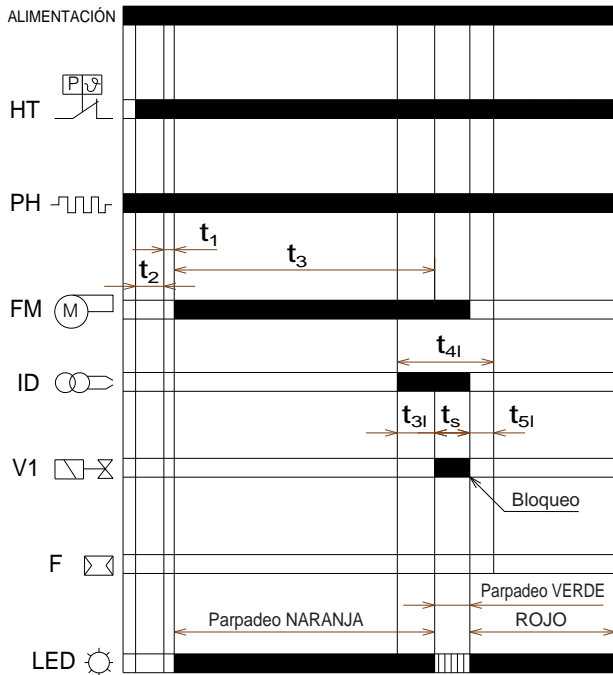 ALIMENTACIÓN
P ϑ
HT
PH
t1
t3
t2
FM M
t4l
ID
t3l ts t5l
V1
Bloqueo
F
Parpadeo VERDE
Parpadeo NARANJA ROJO
LED